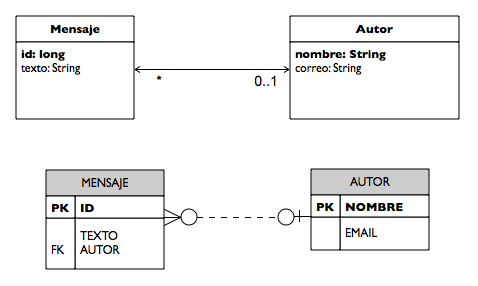 Mensaje
id: long
texto: String
Autor
nombre: String
correo: String
* 0..1
MENSAJE
PK ID
TEXTO
FK AUTOR
AUTOR
PK NOMBRE
EMAIL